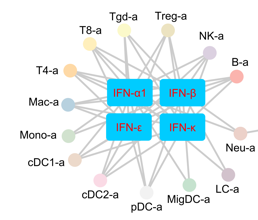 Tgd-a
Treg-a
T8-a
NK-a
T4-a
B-a
IFN-α1
IFN-β
Mac-a
IFN-ε
IFN-κ
Mono-a
Neu-a
cDC1-a
LC-a
cDC2-a
MigDC-a
pDC-a